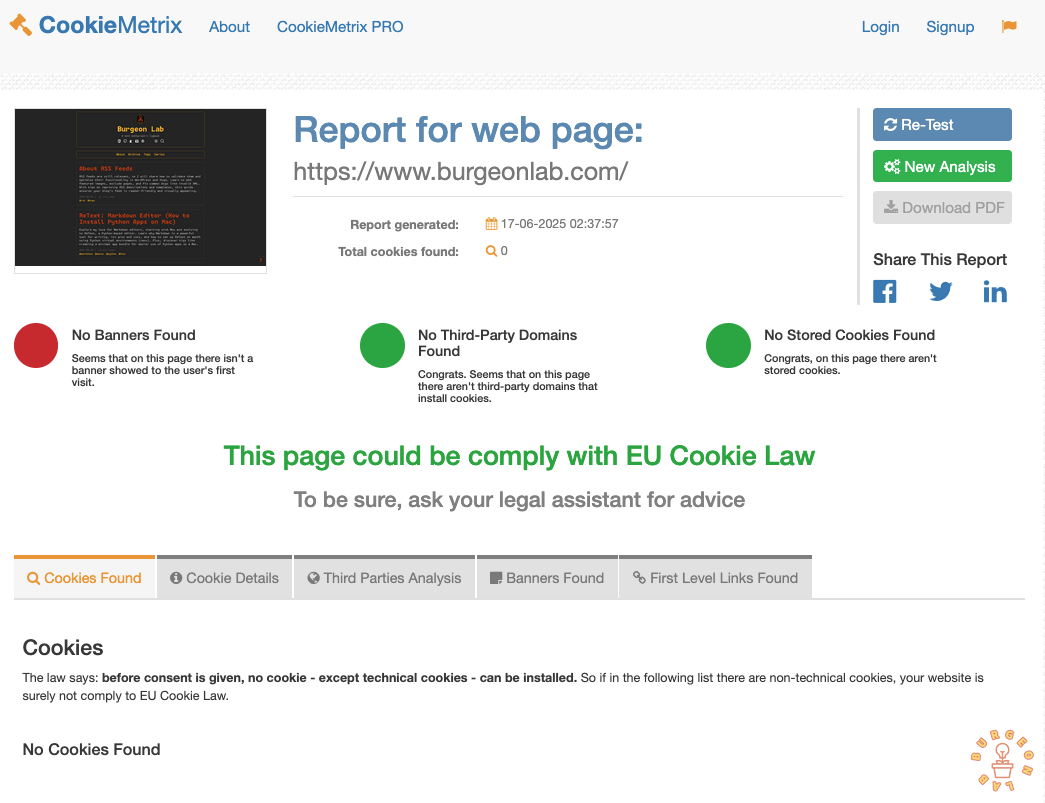 CookieMetrix About CookieMetrix PRO Login Signup
Burgeon Lab
About RSS Feeds
ReText: Markdown Editor (How to
Install Python Apps on Mac)
Report for web page:
https://www.burgeonlab.com/
Report generated: 17-06-2025 02:37:57
Total cookies found: 0
Re-Test
New Analysis
Download PDF
Share This Report
No Banners Found
Seems that on this page there isn't a
banner showed to the user's first
visit.
No Third-Party Domains
Found
Congrats. Seems that on this page
there aren't third-party domains that
install cookies.
No Stored Cookies Found
Congrats, on this page there aren't
stored cookies.
This page could be comply with EU Cookie Law
To be sure, ask your legal assistant for advice
Cookies Found Cookie Details Third Parties Analysis Banners Found First Level Links Found
Cookies
The law says: before consent is given, no cookie - except technical cookies - can be installed. So if in the following list there are non-technical cookies, your website is
surely not comply to EU Cookie Law.
No Cookies Found
BURGEON LAB